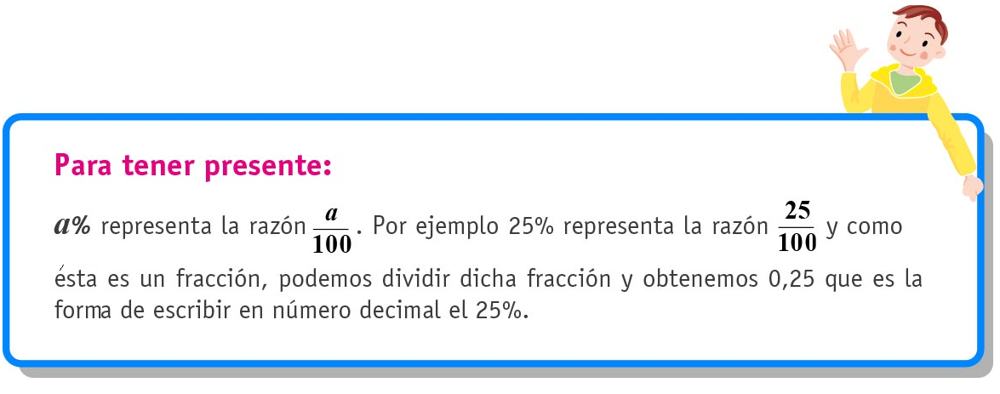 Para tener presente:
a% representa la razón a/100 . Por ejemplo 25% representa la razón 25/100 y como
ésta es un fracción, podemos dividir dicha fracción y obtenemos 0,25 que es la
forma de escribir en número decimal el 25%.